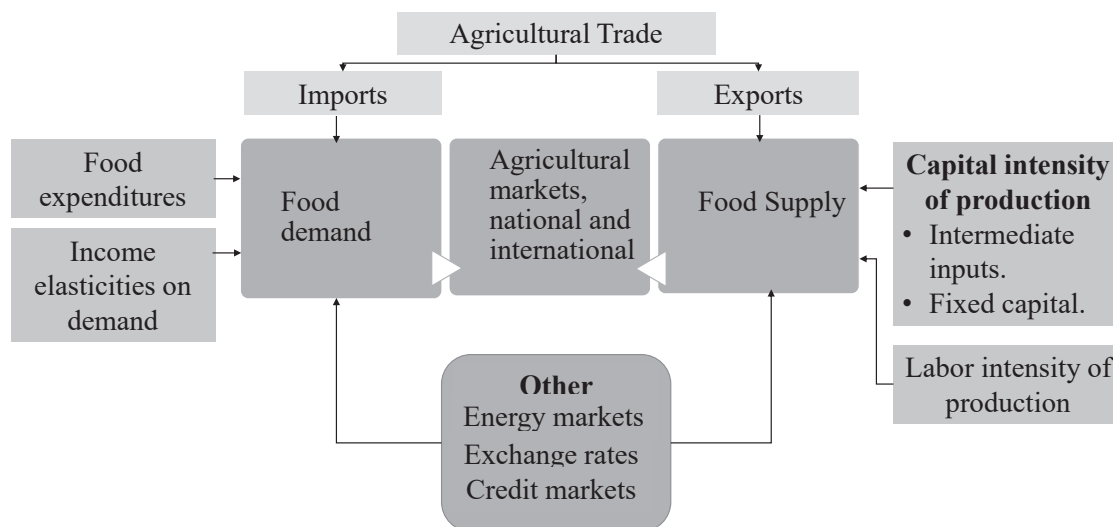 Agricultural Trade
Imports
Exports
Food
expenditures
Income
elasticities on
demand
Food
demand
Agricultural
markets,
national and
international
Food Supply
Capital intensity
of production
• Intermediate
inputs.
• Fixed capital.
Labor intensity of
production
Other
Energy markets
Exchange rates
Credit markets